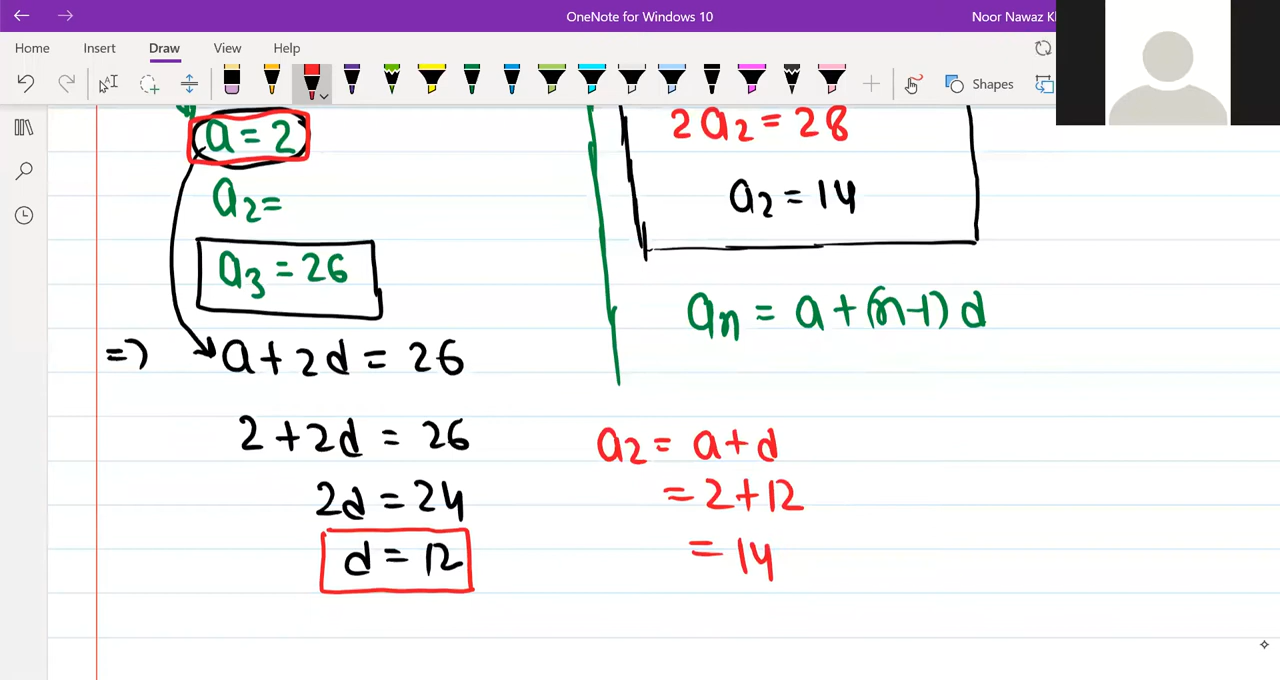 OneNote for Windows 10
Noor Nawaz
Home Insert Draw View Help
Shapes
a = 2
a2 =
a3 = 26
=> a + 2d = 26
2 + 2d = 26
2d = 24
d = 12
2a2 = 28
a2 = 14
an = a + (n-1) d
a2 = a + d
= 2 + 12
= 14